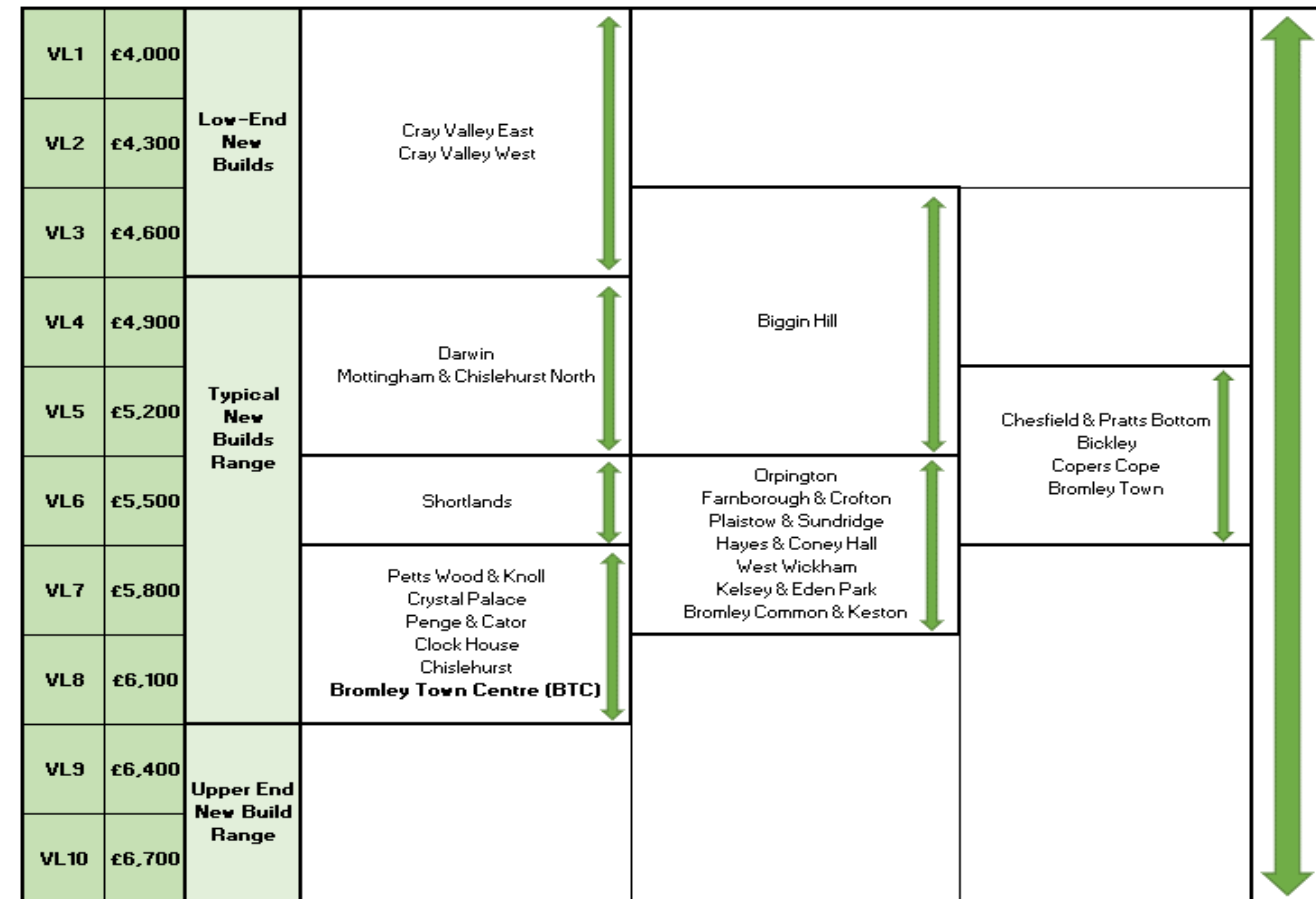 VL1 £4,000
VL2 £4,300
VL3 £4,600
VL4 £4,900
VL5 £5,200
VL6 £5,500
VL7 £5,800
VL8 £6,100
VL9 £6,400
VL10 £6,700
Low-End
New
Builds
Typical
New
Builds
Range
Upper End
New Build
Range
Cray Valley East
Cray Valley West
Darwin
Mottingham & Chislehurst North
Shortlands
Petts Wood & Knoll
Crystal Palace
Penge & Cator
Clock House
Chislehurst
Bromley Town Centre (BTC)
Biggin Hill
Orpington
Farnborough & Crofton
Plaistow & Sundridge
Hayes & Coney Hall
West Wickham
Kelsey & Eden Park
Bromley Common & Keston
Chesfield & Pratts Bottom
Bickley
Copers Cope
Bromley Town